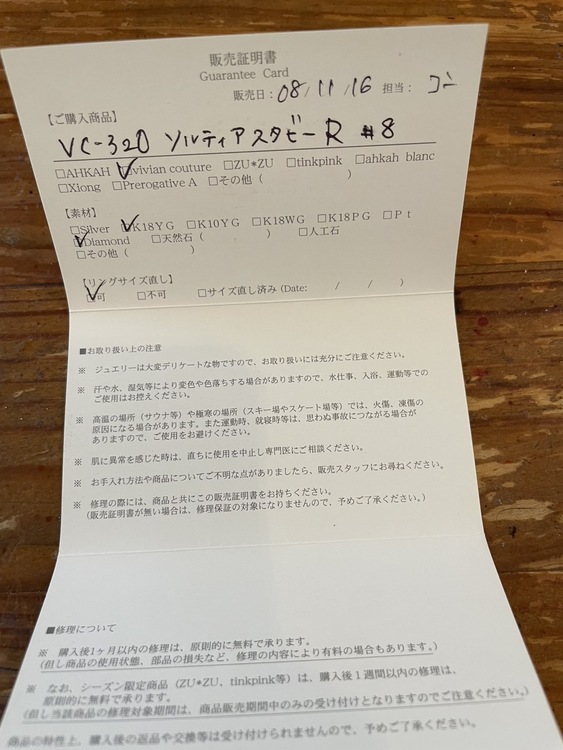 販売証明書
Guarantee Card
販売日：08/11/16 担当：
【ご購入商品】
VC-320 ソルティアスタビーR #8
□AHKAH □vivian couture □ZU*ZU □tinkpink □ahkah blanc
□Xiong □Prerogative A □その他（ ）
【素材】
□Silver □K18YG □K10YG □K18WG □K18PG □Pt
□Diamond □天然石（ ） □人工石
□その他（ ）
【リングサイズ直し】
□可 □不可 □サイズ直し済み (Date: / / )
■お取り扱い上の注意
※ ジュエリーは大変デリケートな物ですので、お取り扱いには充分にご注意ください。
※ 汗や水、湿気等により変色や色落ちする場合がありますので、水仕事、入浴、運動等での
ご使用はお控えください。
※ 高温の場所（サウナ等）や極寒の場所（スキー場やスケート場等）では、火傷、凍傷の
原因になる場合があります。また運動時、就寝時等は、思わぬ事故につながる場合が
ありますので、ご使用をお避けください。
※ 肌に異常を感じた時は、直ちに使用を中止し専門医にご相談ください。
※ お手入れ方法や商品についてご不明な点がありましたら、販売スタッフにお尋ねください。
※ 修理の際には、商品と共にこの販売証明書をお持ちください。
（販売証明書が無い場合は、修理保証の対象になりませんので、予めご了承ください。）
■修理について
※ 購入後1ヶ月以内の修理は、原則的に無料で承ります。
（但し商品の使用状態、部品の損失など、修理の内容により有料の場合もあります。）
※ なお、シーズン限定商品（ZU*ZU、tinkpink等）は、購入後1週間以内の修理は、
原則的に無料で承ります。
（但し当該商品の修理対象期間は、商品販売期間中のみの受け付けとなりますのでご注意ください。）
商品の特性上、購入後の返品や交換等は受け付けられませんので、予めご了承ください。